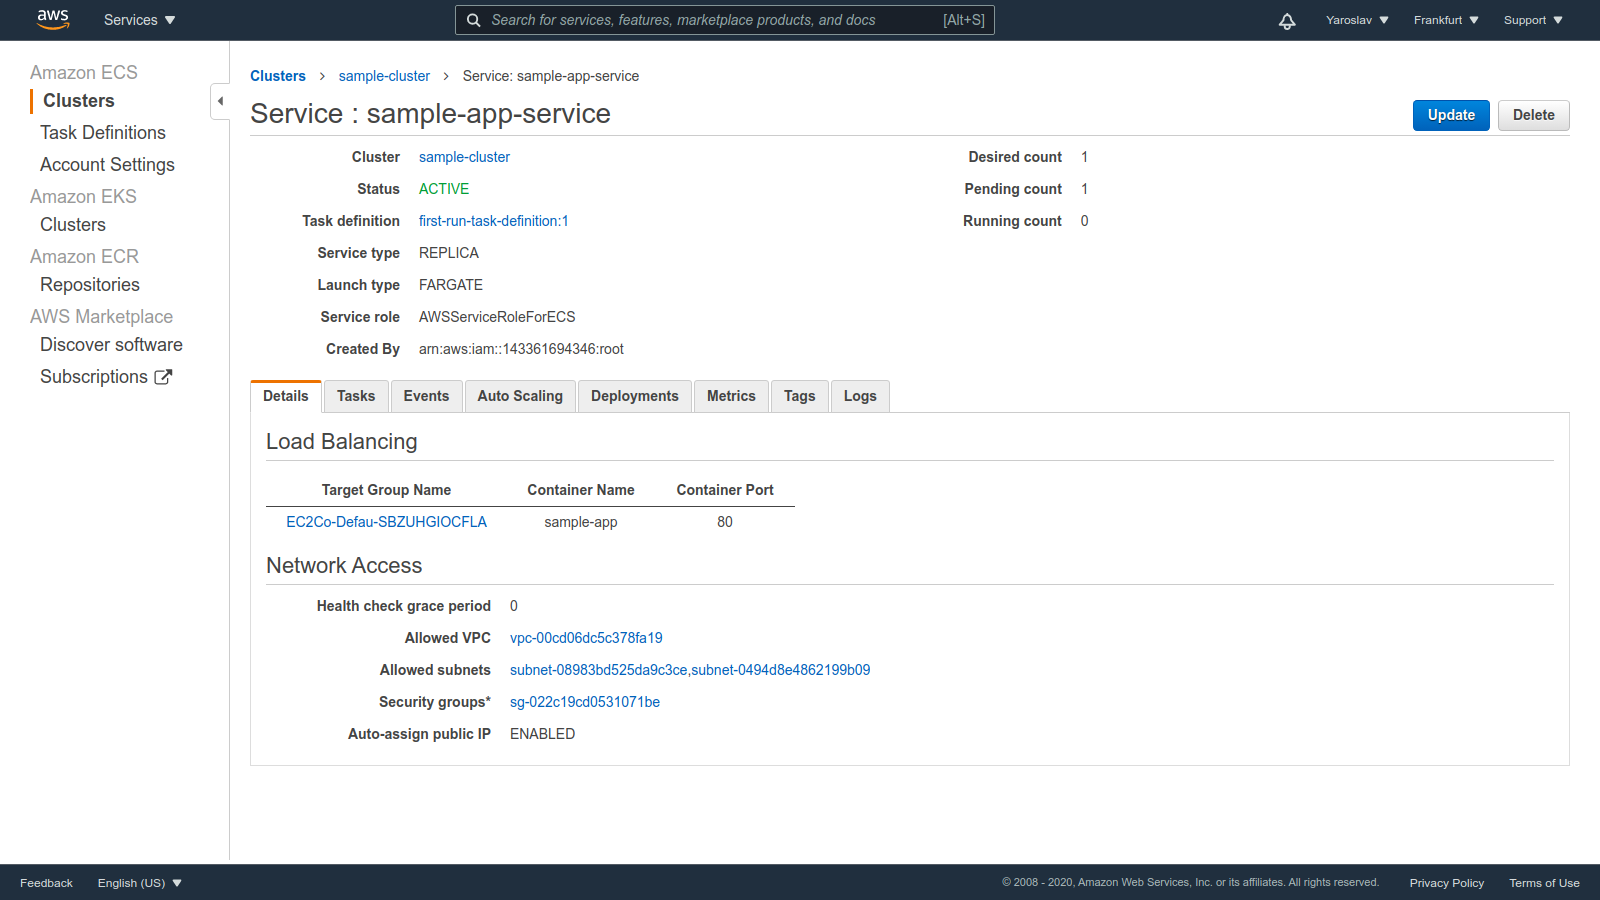 aws Services Search for services, features, marketplace products, and docs [Alt+S] Yaroslav Frankfurt Support
Amazon ECS
Clusters
Task Definitions
Account Settings
Amazon EKS
Clusters
Amazon ECR
Repositories
AWS Marketplace
Discover software
Subscriptions
Clusters > sample-cluster > Service: sample-app-service
Service : sample-app-service
Update Delete
Cluster sample-cluster
Status ACTIVE
Task definition first-run-task-definition:1
Service type REPLICA
Launch type FARGATE
Service role AWSServiceRoleForECS
Created By arn:aws:iam::143361694346:root
Desired count 1
Pending count 1
Running count 0
Details Tasks Events Auto Scaling Deployments Metrics Tags Logs
Load Balancing
Target Group Name Container Name Container Port
EC2Co-Defau-SBZUHGIOCFLA sample-app 80
Network Access
Health check grace period 0
Allowed VPC vpc-00cd06dc5c378fa19
Allowed subnets subnet-08983bd525da9c3ce,subnet-0494d8e4862199b09
Security groups* sg-022c19cd0531071be
Auto-assign public IP ENABLED
Feedback English (US) © 2008 - 2020, Amazon Web Services, Inc. or its affiliates. All rights reserved. Privacy Policy Terms of Use